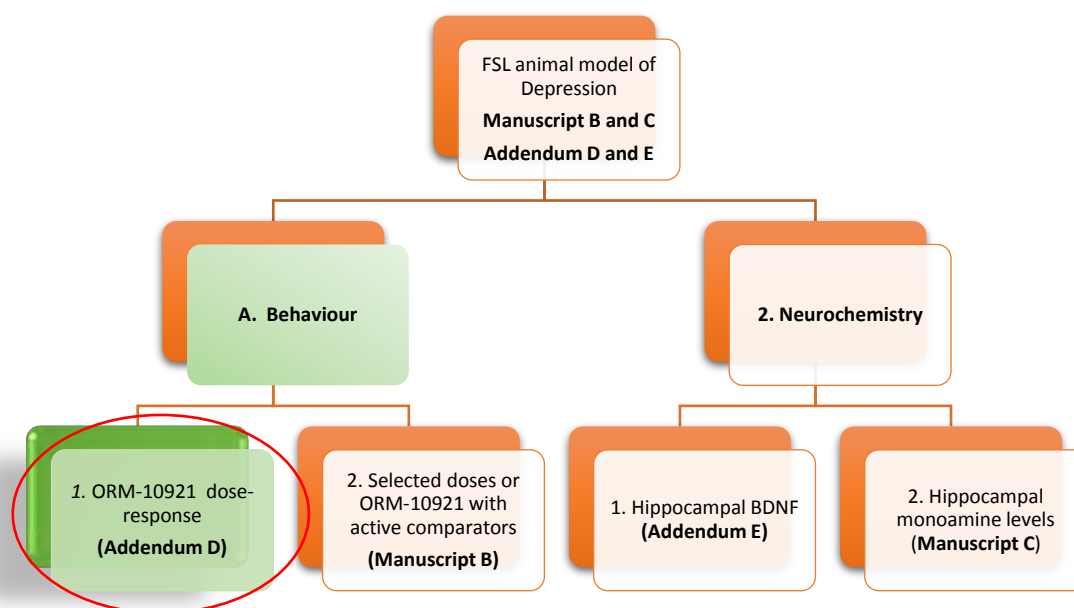 FSL animal model of
Depression
Manuscript B and C
Addendum D and E
A. Behaviour
2. Neurochemistry
1. ORM-10921 dose-
response
(Addendum D)
2. Selected doses or
ORM-10921 with
active comparators
(Manuscript B)
1. Hippocampal BDNF
(Addendum E)
2. Hippocampal
monoamine levels
(Manuscript C)